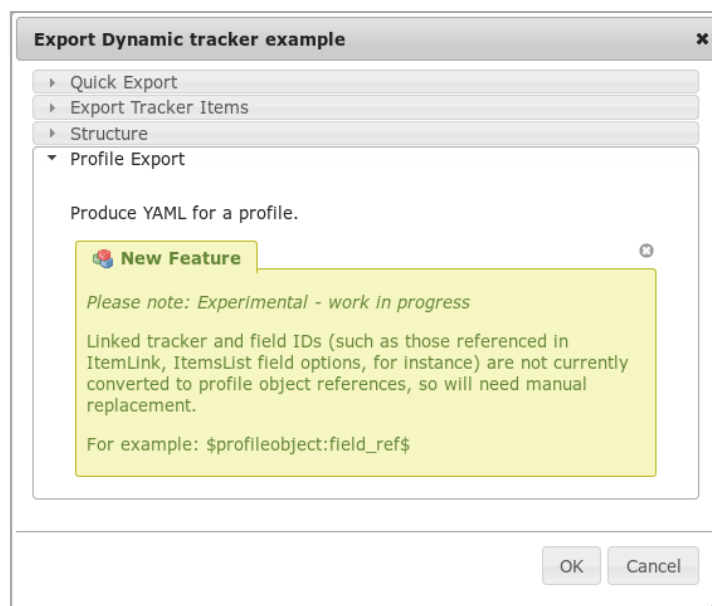 Export Dynamic tracker example
Quick Export
Export Tracker Items
Structure
Profile Export
Produce YAML for a profile.
New Feature
Please note: Experimental - work in progress
Linked tracker and field IDs (such as those referenced in
ItemLink, ItemsList field options, for instance) are not currently
converted to profile object references, so will need manual
replacement.
For example: $profileobject:field_ref$
OK Cancel